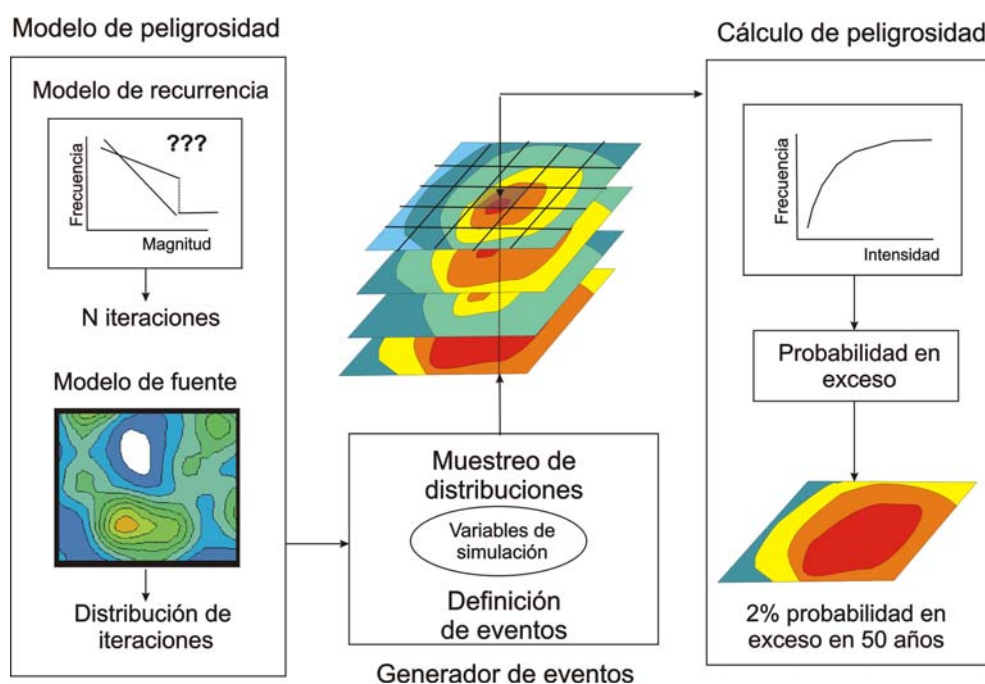 Modelo de peligrosidad
Modelo de recurrencia
???
Frecuencia
Magnitud
N iteraciones
Modelo de fuente
Distribución de
iteraciones
Muestreo de
distribuciones
Variables de
simulación
Definición
de eventos
Generador de eventos
Cálculo de peligrosidad
Frecuencia
Intensidad
Probabilidad en
exceso
2% probabilidad en
exceso en 50 años